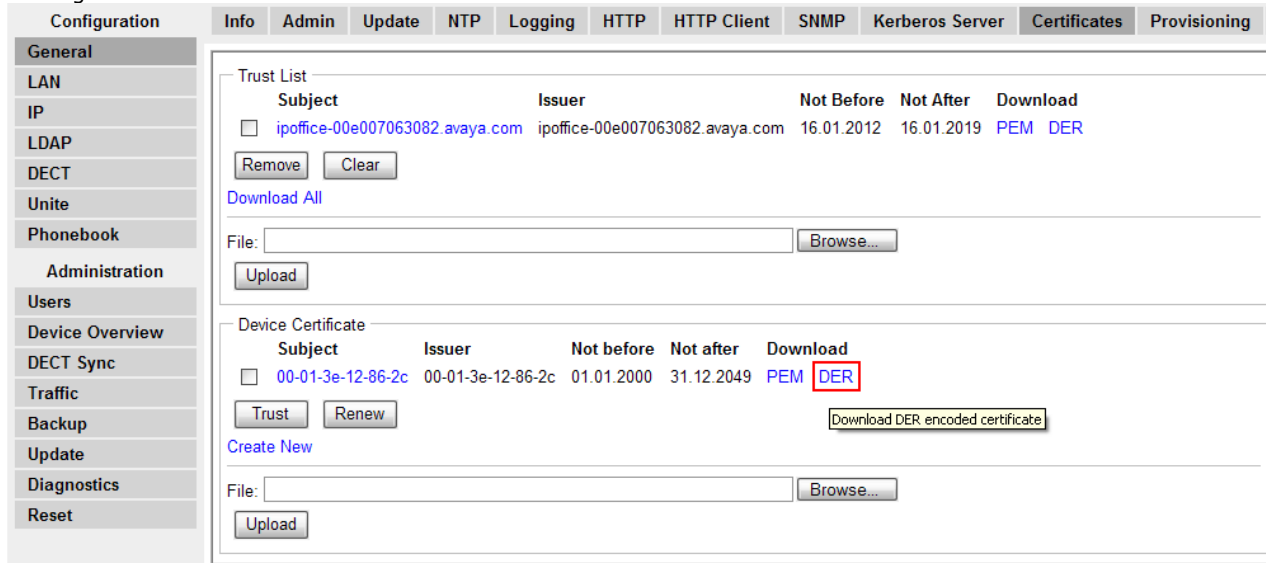 Configuration
Info Admin Update NTP Logging HTTP HTTP Client SNMP Kerberos Server Certificates Provisioning
General
LAN
IP
LDAP
DECT
Unite
Phonebook
Administration
Users
Device Overview
DECT Sync
Traffic
Backup
Update
Diagnostics
Reset
Trust List
Subject Issuer Not Before Not After Download
ipoffice-00e007063082.avaya.com ipoffice-00e007063082.avaya.com 16.01.2012 16.01.2019 PEM DER
Remove Clear
Download All
File: Browse...
Upload
Device Certificate
Subject Issuer Not before Not after Download
00-01-3e-12-86-2c 00-01-3e-12-86-2c 01.01.2000 31.12.2049 PEM DER
Trust Renew
Download DER encoded certificate
Create New
File: Browse...
Upload